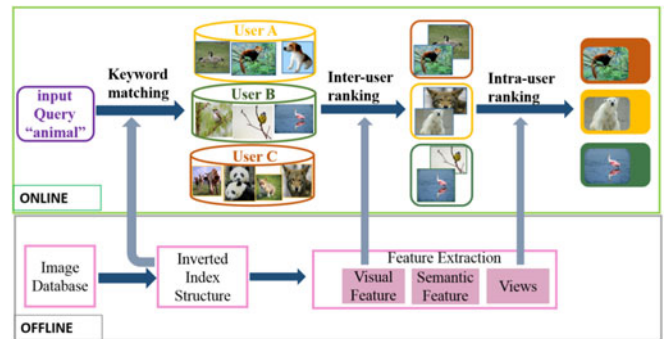 User A
Keyword
matching
Inter-user
ranking
Intra-user
ranking
input
Query
“animal”
User B
User C
ONLINE
Image
Database
Inverted
Index
Structure
Feature Extraction
Visual
Feature
Semantic
Feature
Views
OFFLINE